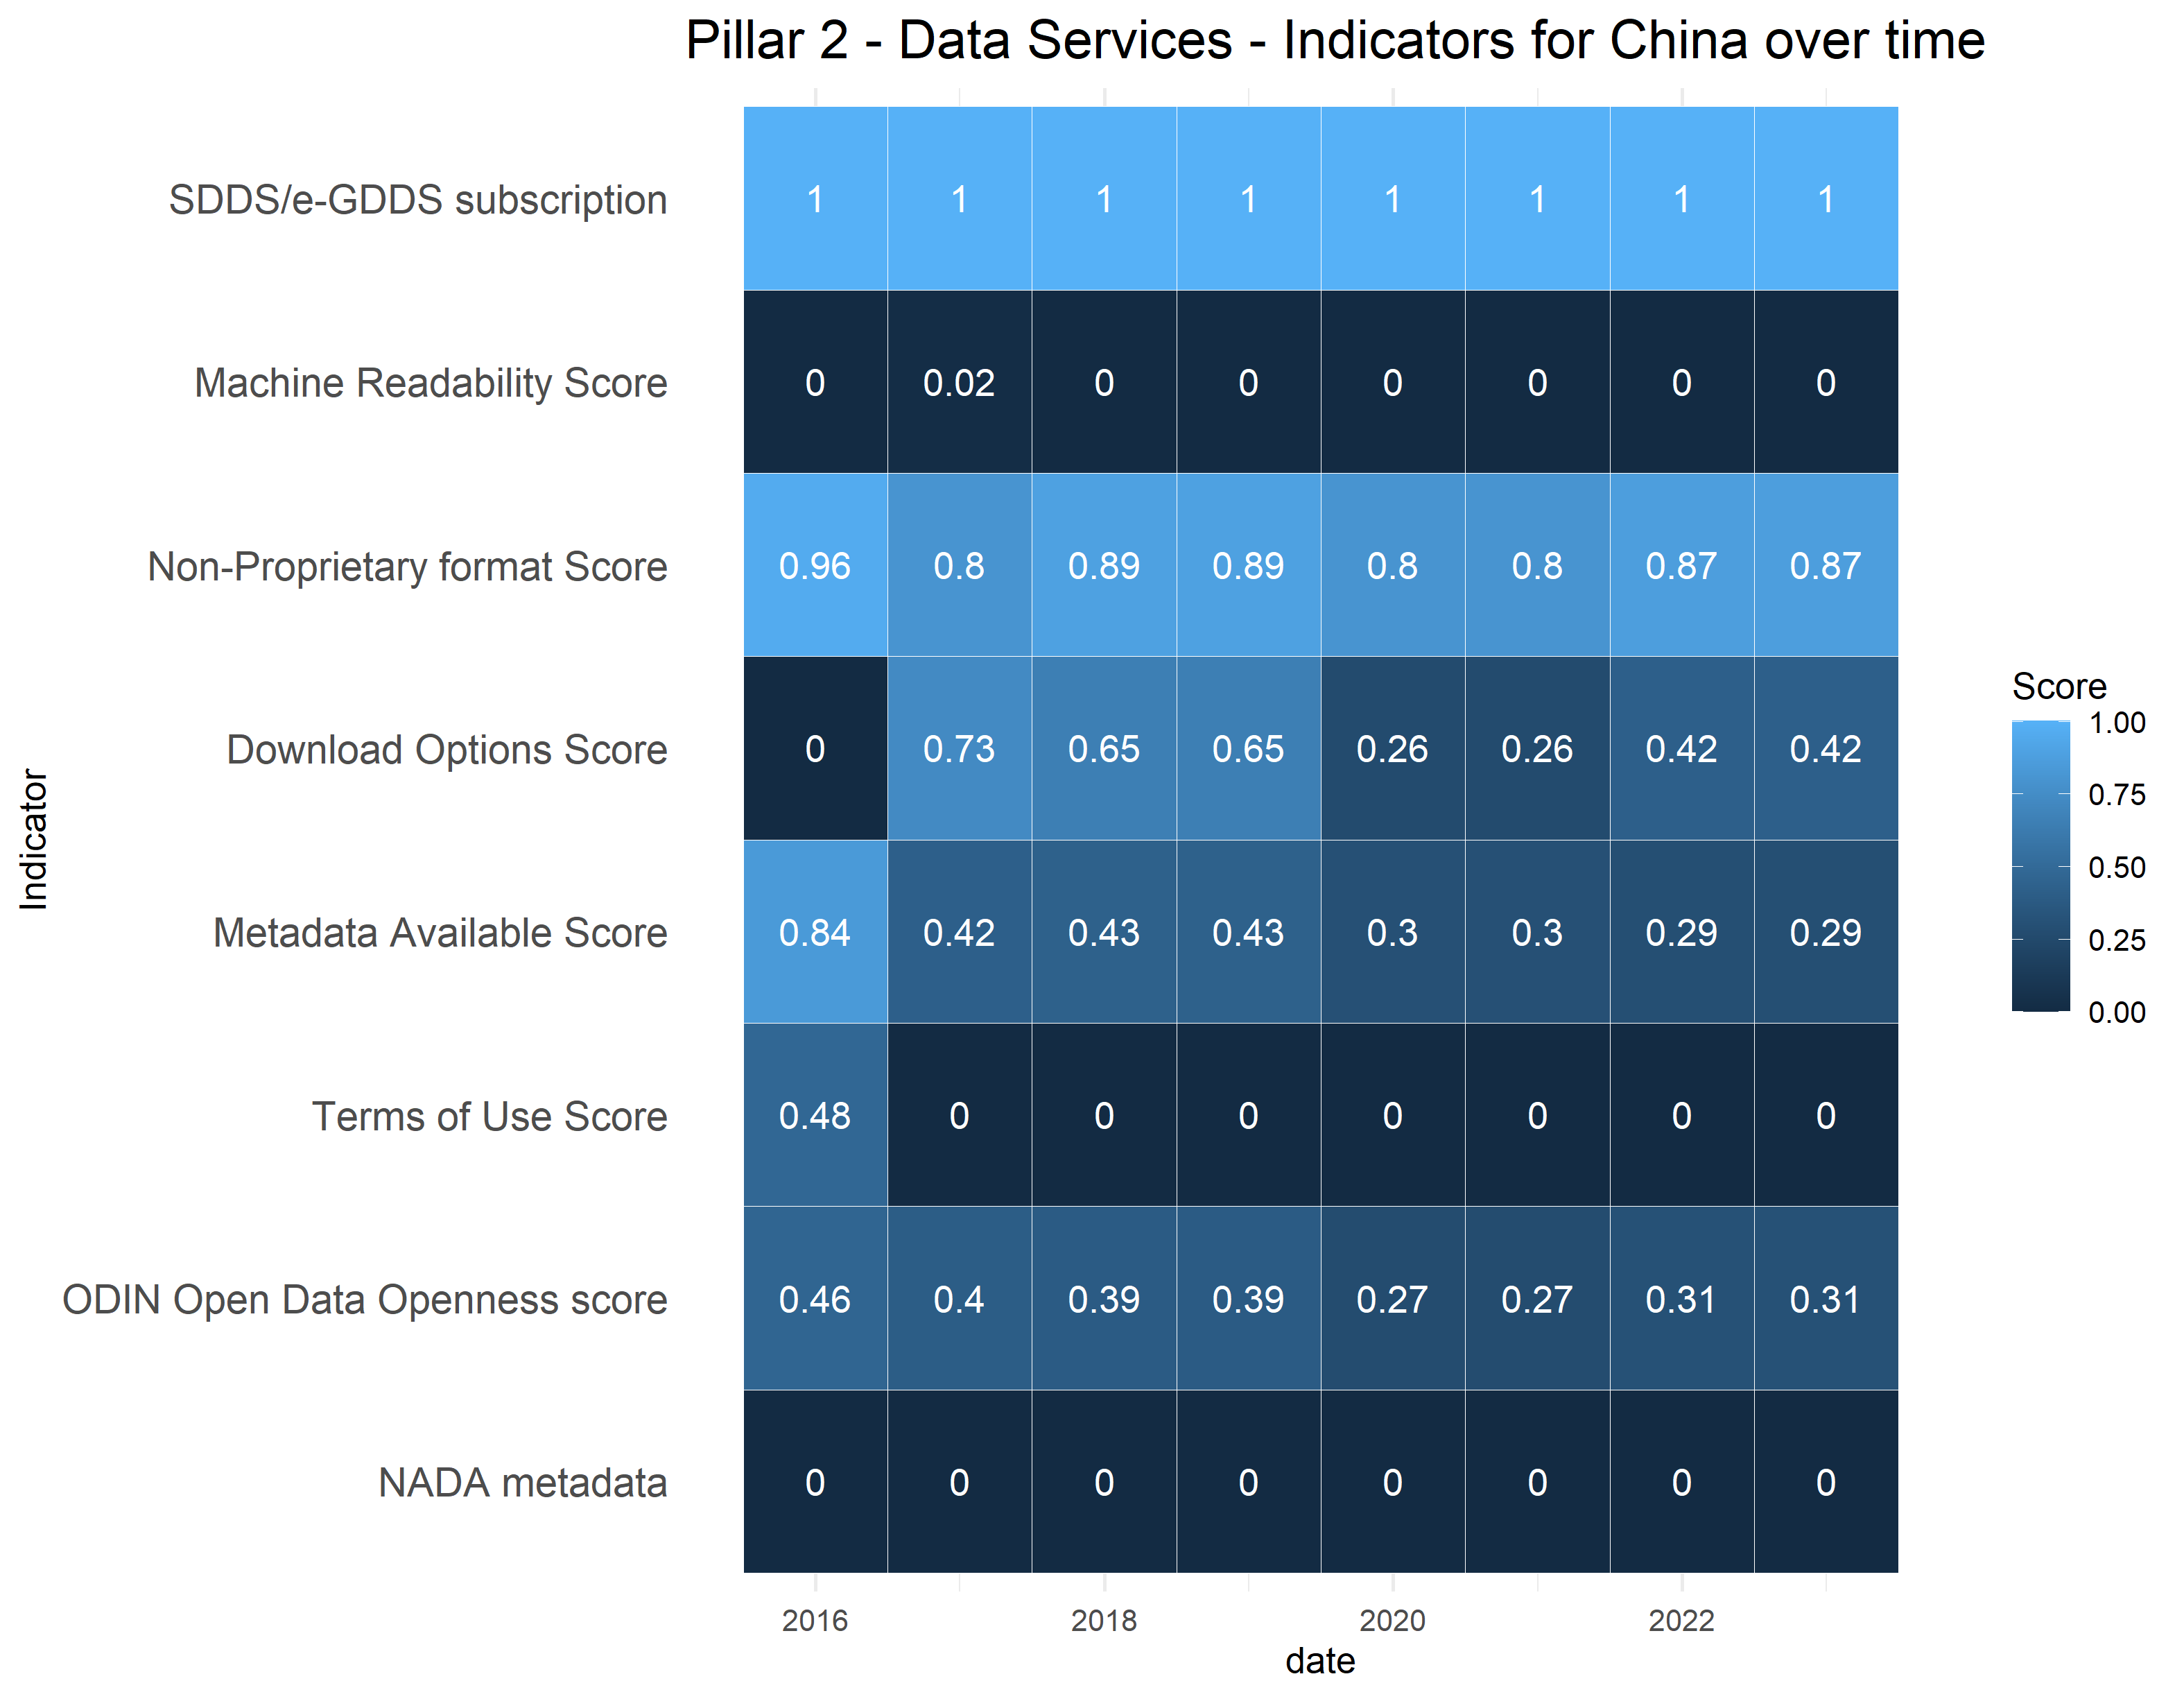 Pillar 2 - Data Services - Indicators for China over time
SDDS/e-GDDS subscription 1 1 1 1 1 1 1 1
Machine Readability Score 0 0.02 0 0 0 0 0 0
Non-Proprietary format Score 0.96 0.8 0.89 0.89 0.8 0.8 0.87 0.87
Download Options Score 0 0.73 0.65 0.65 0.26 0.26 0.42 0.42
Metadata Available Score 0.84 0.42 0.43 0.43 0.3 0.3 0.29 0.29
Terms of Use Score 0.48 0 0 0 0 0 0 0
ODIN Open Data Openness score 0.46 0.4 0.39 0.39 0.27 0.27 0.31 0.31
NADA metadata 0 0 0 0 0 0 0 0
2016 2018 2020 2022
date
Indicator
Score
1.00
0.75
0.50
0.25
0.00